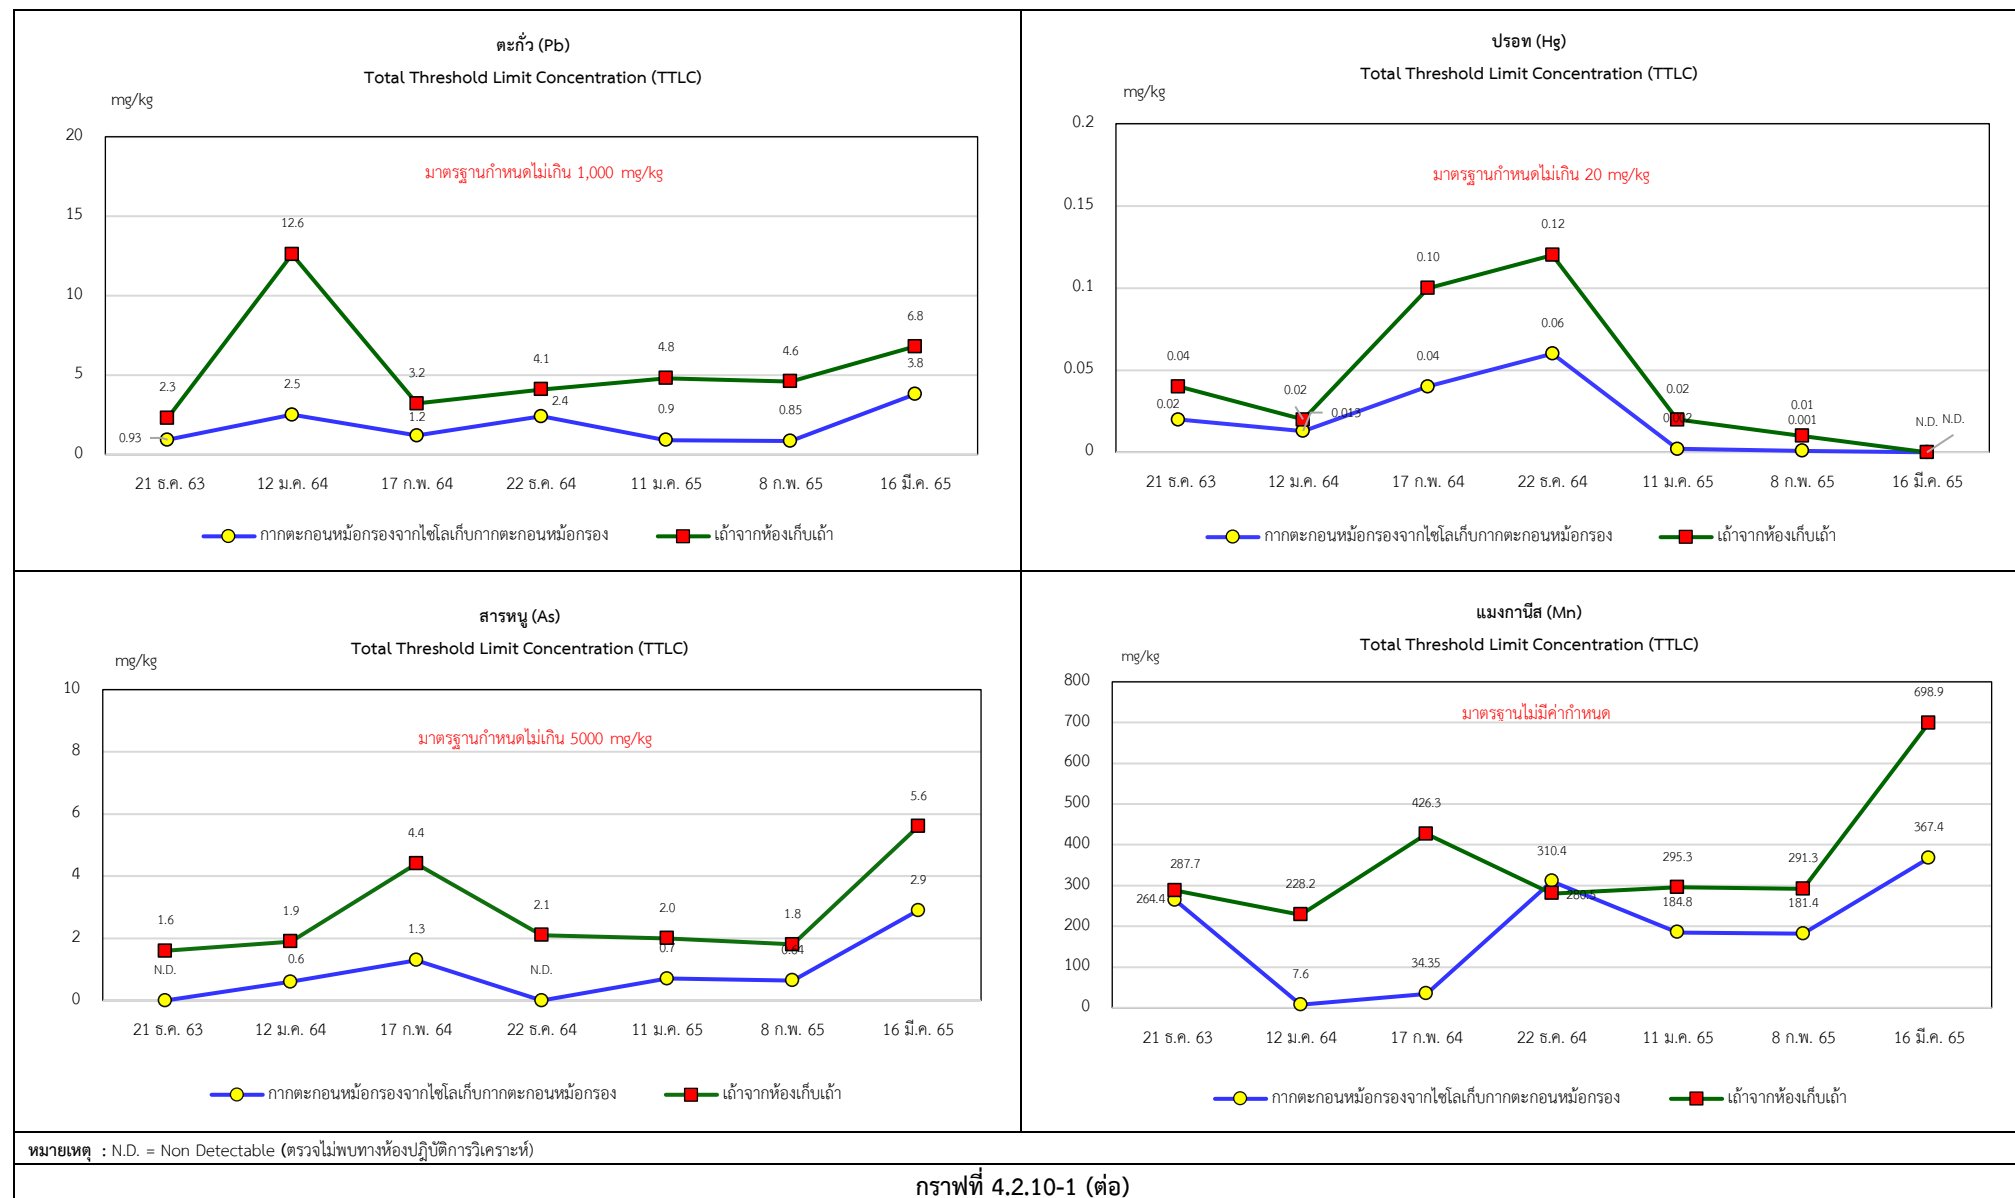 ตะกั่ว (Pb)
Total Threshold Limit Concentration (TTLC)
mg/kg
20
15
10
5
0
มาตรฐานกำหนดไม่เกิน 1,000 mg/kg
2.3
12.6
3.2
4.1
4.8
4.6
6.8
0.93
2.5
1.2
2.4
0.9
0.85
3.8
21 ธ.ค. 63
12 ม.ค. 64
17 ก.พ. 64
22 ธ.ค. 64
11 ม.ค. 65
8 ก.พ. 65
16 มี.ค. 65
กากตะกอนหม้อกรองจากไซโลเก็บกากตะกอนหม้อกรอง
เถ้าจากห้องเก็บเถ้า
ปรอท (Hg)
Total Threshold Limit Concentration (TTLC)
mg/kg
0.2
0.15
0.1
0.05
0
มาตรฐานกำหนดไม่เกิน 20 mg/kg
0.04
0.02
0.10
0.12
0.02
0.01
N.D.
0.02
0.013
0.04
0.06
0.002
0.001
N.D.
21 ธ.ค. 63
12 ม.ค. 64
17 ก.พ. 64
22 ธ.ค. 64
11 ม.ค. 65
8 ก.พ. 65
16 มี.ค. 65
กากตะกอนหม้อกรองจากไซโลเก็บกากตะกอนหม้อกรอง
เถ้าจากห้องเก็บเถ้า
สารหนู (As)
Total Threshold Limit Concentration (TTLC)
mg/kg
10
8
6
4
2
0
มาตรฐานกำหนดไม่เกิน 5000 mg/kg
1.6
1.9
4.4
2.1
2.0
1.8
5.6
N.D.
0.6
1.3
N.D.
0.7
0.64
2.9
21 ธ.ค. 63
12 ม.ค. 64
17 ก.พ. 64
22 ธ.ค. 64
11 ม.ค. 65
8 ก.พ. 65
16 มี.ค. 65
กากตะกอนหม้อกรองจากไซโลเก็บกากตะกอนหม้อกรอง
เถ้าจากห้องเก็บเถ้า
แมงกานีส (Mn)
Total Threshold Limit Concentration (TTLC)
mg/kg
800
700
600
500
400
300
200
100
0
มาตรฐานไม่มีค่ากำหนด
287.7
228.2
426.3
310.4
295.3
291.3
698.9
264.4
7.6
34.35
184.8
181.4
367.4
21 ธ.ค. 63
12 ม.ค. 64
17 ก.พ. 64
22 ธ.ค. 64
11 ม.ค. 65
8 ก.พ. 65
16 มี.ค. 65
กากตะกอนหม้อกรองจากไซโลเก็บกากตะกอนหม้อกรอง
เถ้าจากห้องเก็บเถ้า
หมายเหตุ : N.D. = Non Detectable (ตรวจไม่พบทางห้องปฏิบัติการวิเคราะห์)
กราฟที่ 4.2.10-1 (ต่อ)